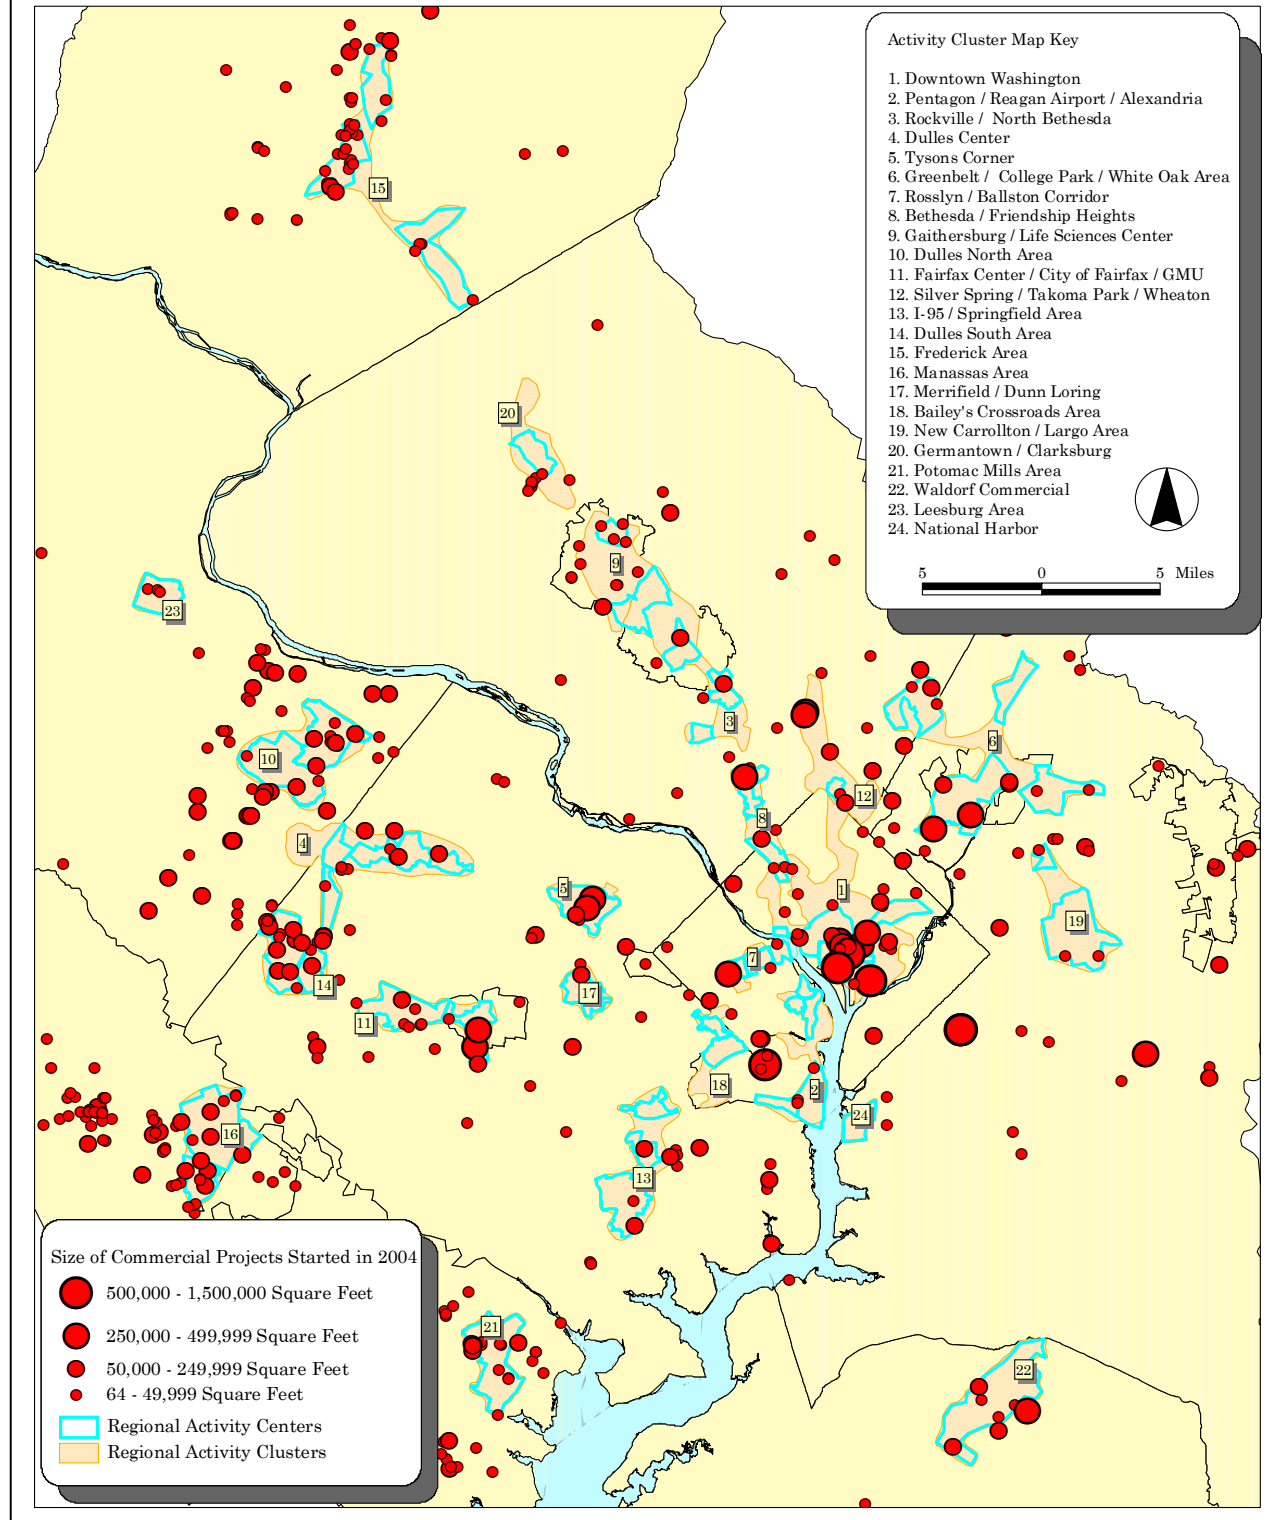 Activity Cluster Map Key
1. Downtown Washington
2. Pentagon / Reagan Airport / Alexandria
3. Rockville / North Bethesda
4. Dulles Center
5. Tysons Corner
6. Greenbelt / College Park / White Oak Area
7. Rosslyn / Ballston Corridor
8. Bethesda / Friendship Heights
9. Gaithersburg / Life Sciences Center
10. Dulles North Area
11. Fairfax Center / City of Fairfax / GMU
12. Silver Spring / Takoma Park / Wheaton
13. I-95 / Springfield Area
14. Dulles South Area
15. Frederick Area
16. Manassas Area
17. Merrifield / Dunn Loring
18. Bailey's Crossroads Area
19. New Carrollton / Largo Area
20. Germantown / Clarksburg
21. Potomac Mills Area
22. Waldorf Commercial
23. Leesburg Area
24. National Harbor
5 0 5 Miles
15
20
9
23
3
6
10
12
8
4
5
1
19
7
14
17
11
18
2
24
16
13
21
22
Size of Commercial Projects Started in 2004
500,000 - 1,500,000 Square Feet
250,000 - 499,999 Square Feet
50,000 - 249,999 Square Feet
64 - 49,999 Square Feet
Regional Activity Centers
Regional Activity Clusters